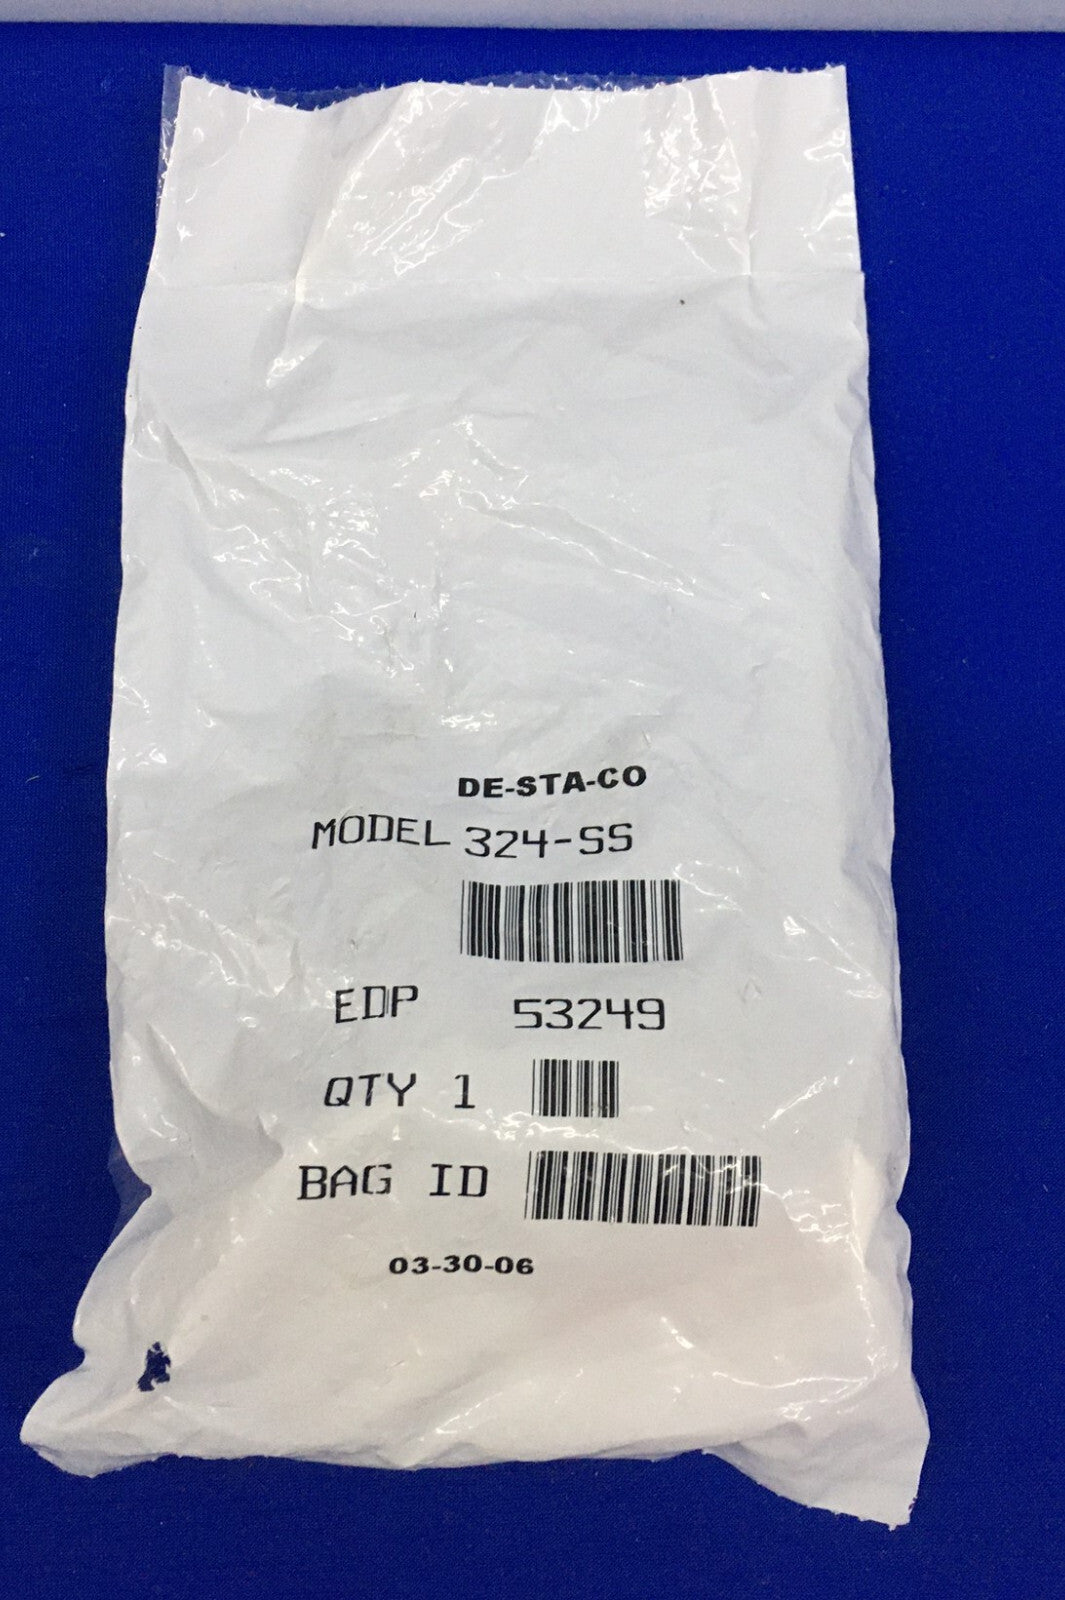 DE-STA-CO
MODEL 324-SS
EDP 53249
QTY 1
BAG ID
03-30-06